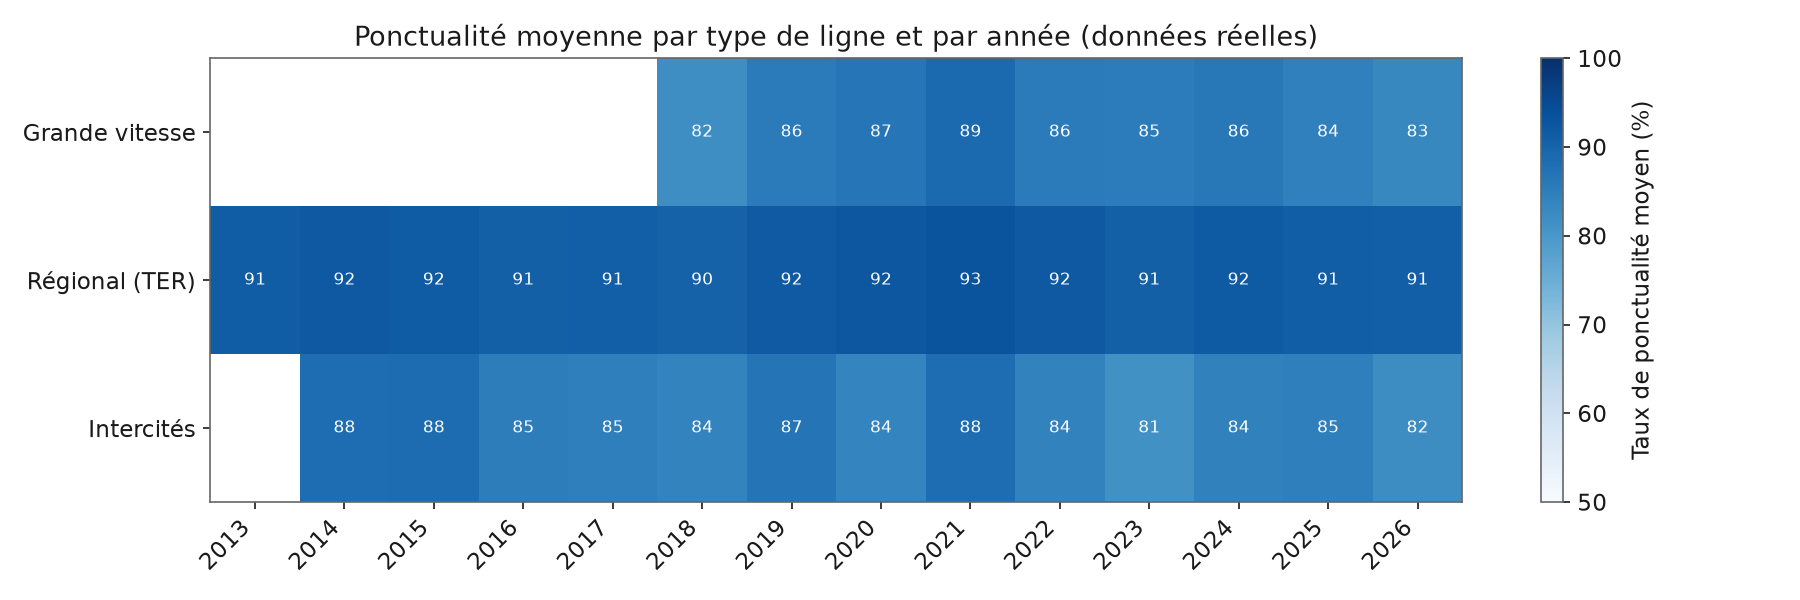 Ponctualité moyenne par type de ligne et par année (données réelles)
Grande vitesse
82 86 87 89 86 85 86 84 83
Régional (TER)
91 92 92 91 91 90 92 92 93 92 91 92 91 91
Intercités
88 88 85 85 84 87 84 88 84 81 84 85 82
2013 2014 2015 2016 2017 2018 2019 2020 2021 2022 2023 2024 2025 2026
100
90
80
70
60
50
Taux de ponctualité moyen (%)